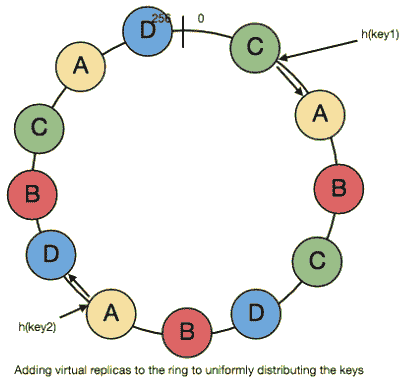 256 0
D
C
h(key1)
A
A
C
B
B
D
C
A
D
h(key2)
B
Adding virtual replicas to the ring to uniformly distributing the keys